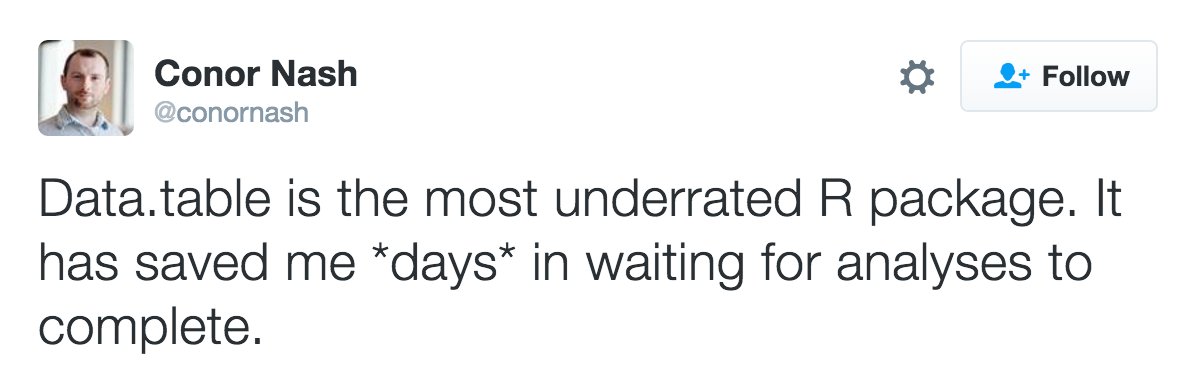 Conor Nash
@conornash
Follow
Data.table is the most underrated R package. It
has saved me *days* in waiting for analyses to
complete.